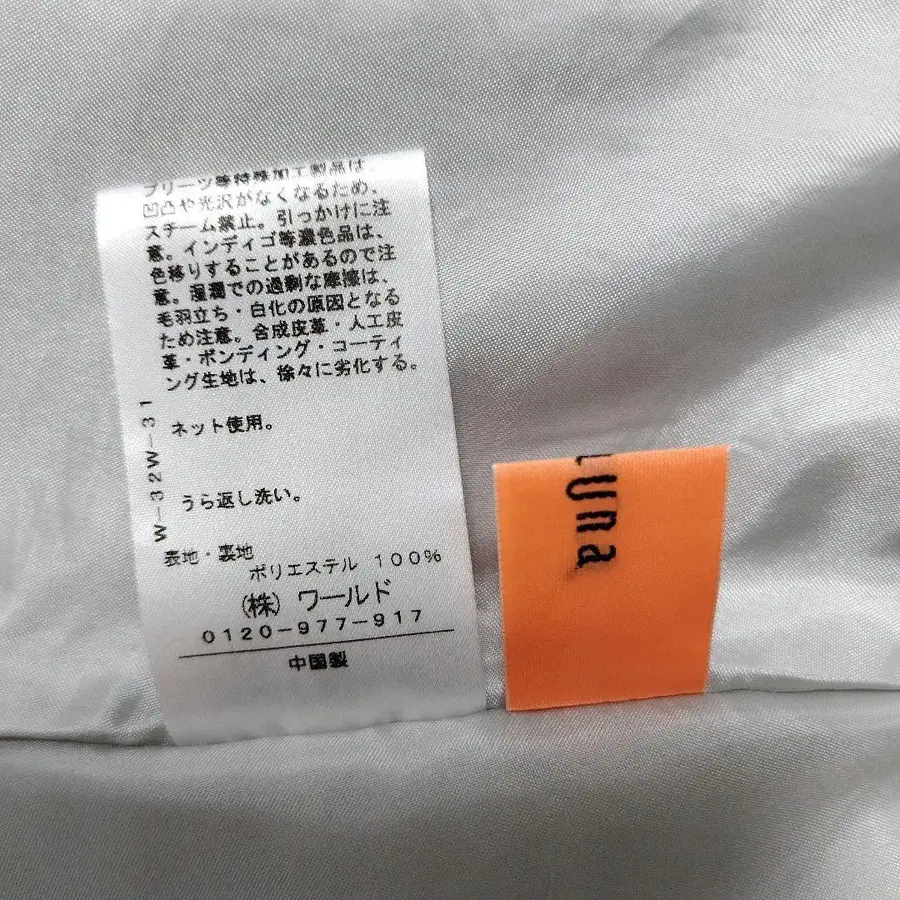 プリーツ等特殊加工製品は、
凹凸や光沢がなくなるため、
スチーム禁止。引っかけに注
意。インディゴ等濃色品は、
色移りすることがあるので注
意。湿潤での過剰な摩擦は、
毛羽立ち・白化の原因となる
ため注意。合成皮革・人工皮
革・ボンディング・コーティ
ング生地は、徐々に劣化する。
ネット使用。
うら返し洗い。
W-32W-31
表地・裏地
ポリエステル 100%
(株) ワールド
0120-977-917
中国製
Luna